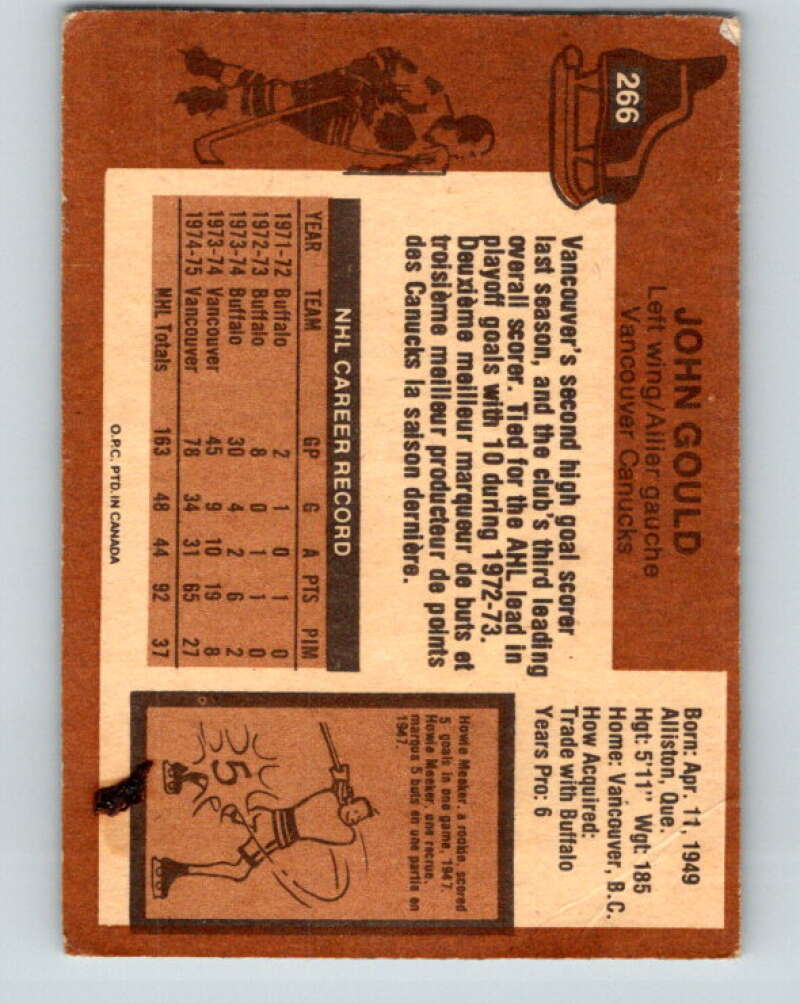 266
JOHN GOULD
Left wing/Allier gauche
Vancouver Canucks
Born: Apr. 11, 1949
Alliston, Que.
Hgt: 5'11" Wgt: 185
Home: Vancouver, B.C.
How Acquired:
Trade with Buffalo
Years Pro: 6
Vancouver's second high goal scorer
last season, and the club's third leading
overall scorer. Tied for the AHL lead in
playoff goals with 10 during 1972-73.
Deuxième meilleur marqueur de buts et
troisième meilleur producteur de points
des Canucks la saison dernière.
NHL CAREER RECORD
YEAR TEAM GP G A PTS PIM
1971-72 Buffalo 2 1 0 1 0
1972-73 Buffalo 8 0 1 1 0
1973-74 Buffalo 30 4 2 6 2
1973-74 Vancouver 45 9 10 19 8
1974-75 Vancouver 78 34 31 65 27
NHL Totals 163 48 44 92 37
O.P.C. PTD. IN CANADA
Howie Meeker, a rookie, scored
5 goals in one game, 1947
Howie Meeker, une recrue,
marqua 5 buts en une partie en
1947.
5